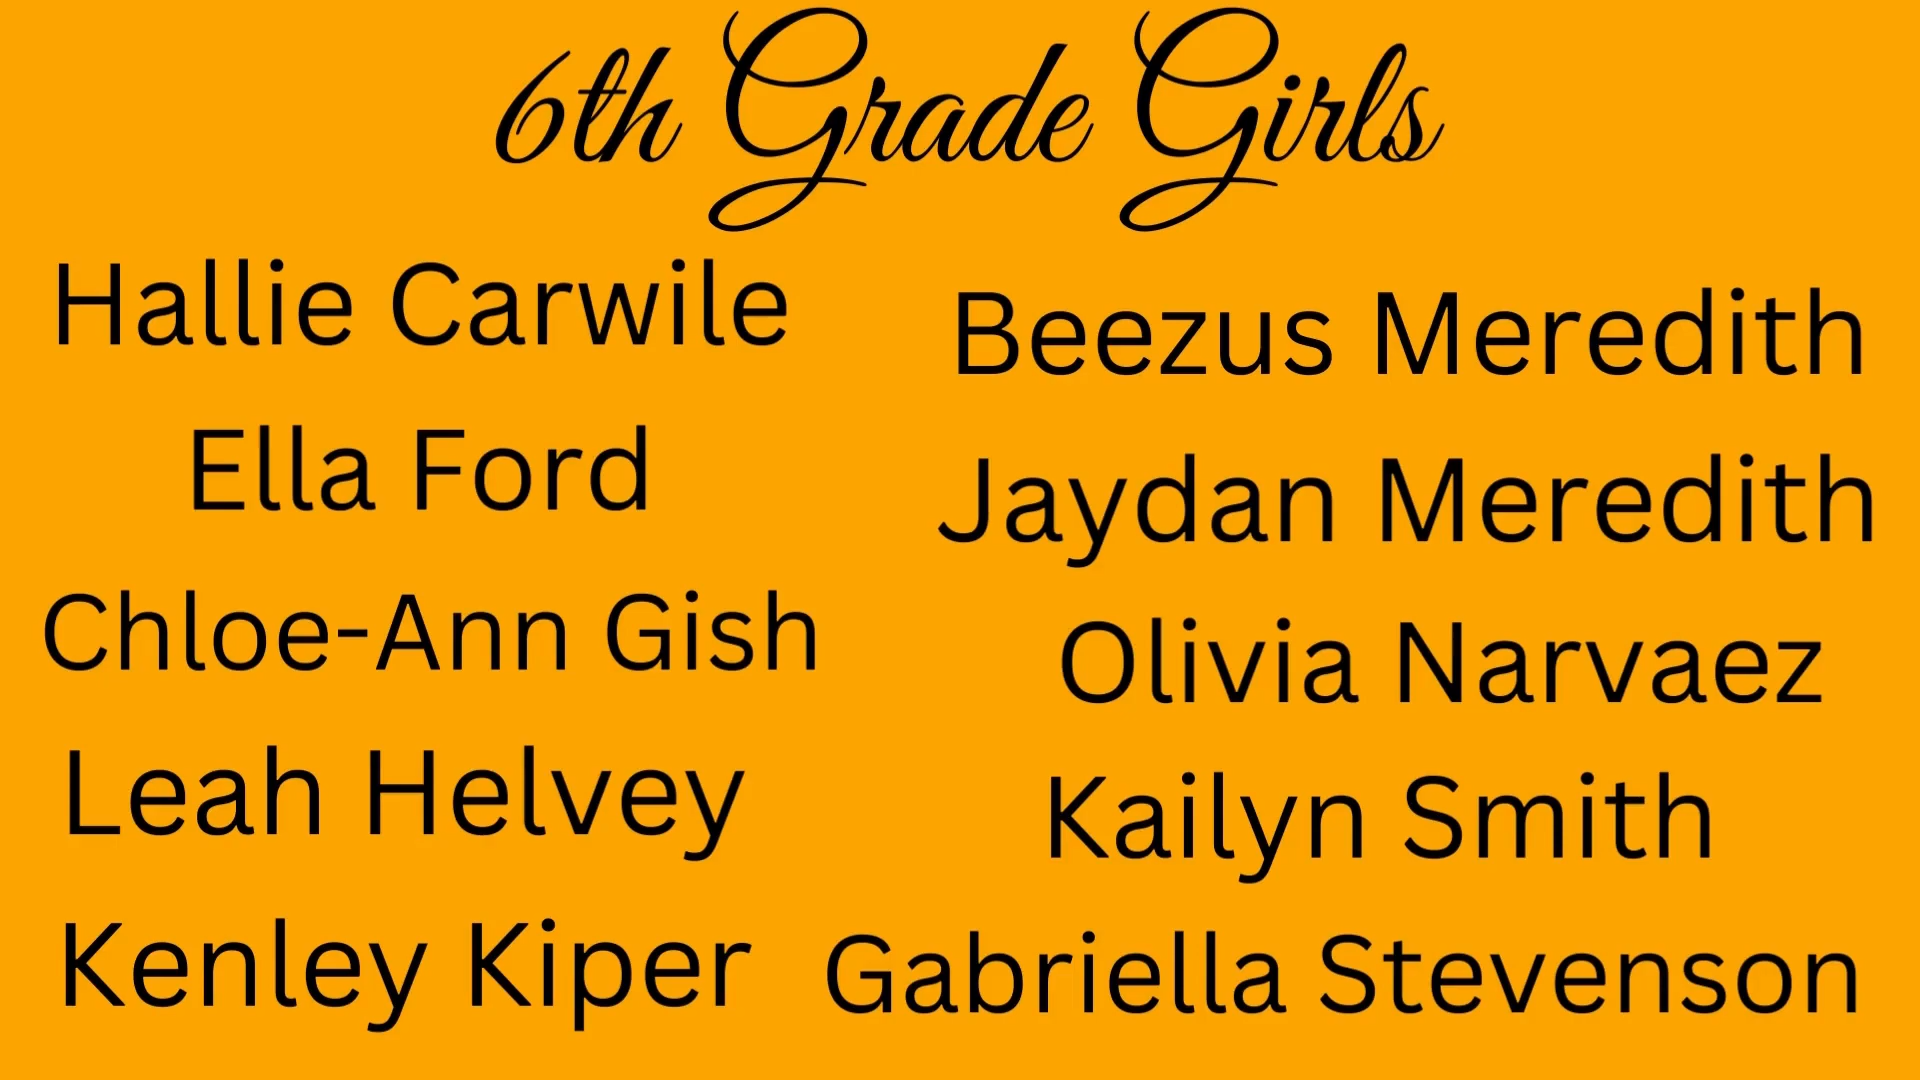 6th Grade Girls
Hallie Carwile
Ella Ford
Chloe-Ann Gish
Leah Helvey
Kenley Kiper
Beezus Meredith
Jaydan Meredith
Olivia Narvaez
Kailyn Smith
Gabriella Stevenson